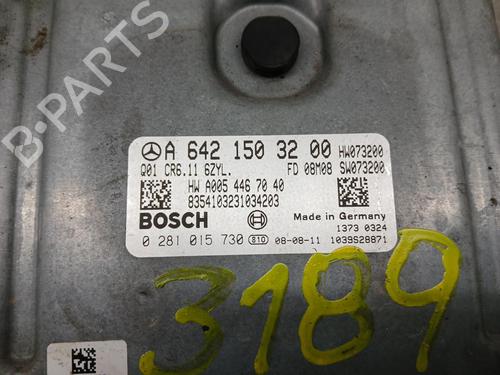 B-PARTS
A 642 150 32 00 HW073200
Q01 CR6.11 6ZYL. FD 08M08 SW073200
HW A005 446 70 40
8354103231034203
BOSCH Made in Germany
1373 0324
0 281 015 730 810 08-08-11 1039S28871
3189